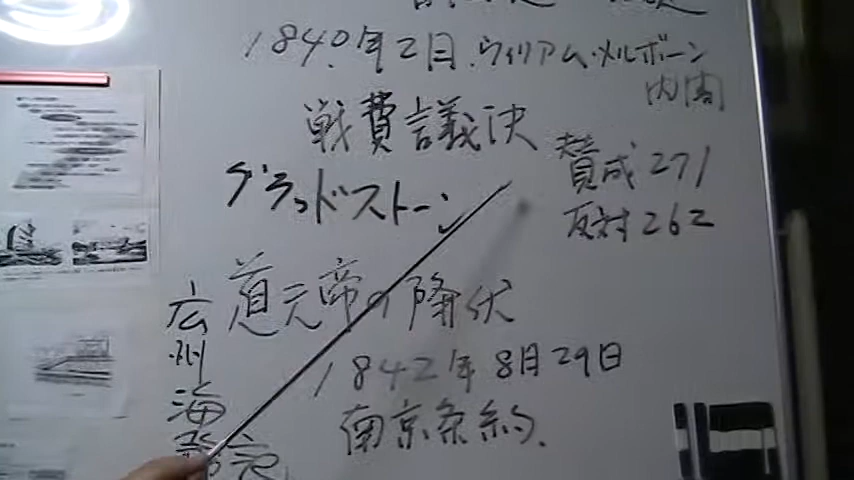 1840年2月.ウィリアム・メルボーン
内閣
戦費議決
賛成271
反対262
グラッドストーン
道元帝の降伏
1842年8月29日
南京条約.
広州海